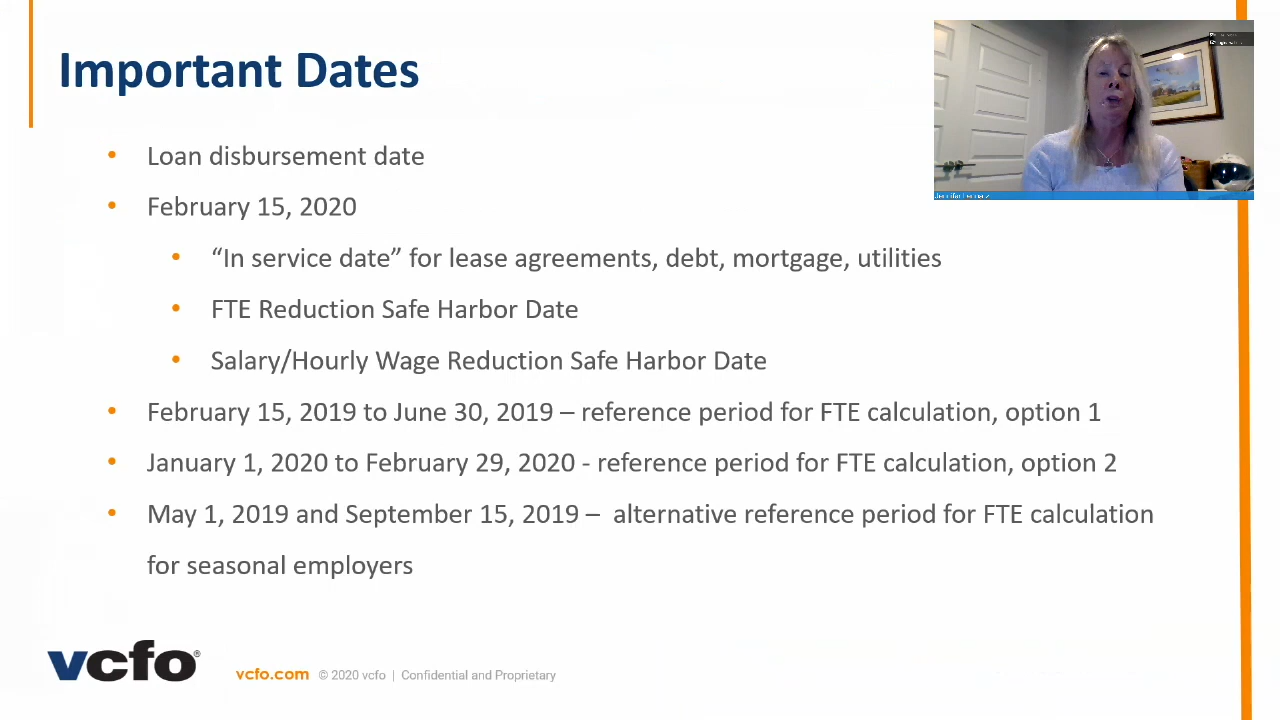 Important Dates
• Loan disbursement date
• February 15, 2020
• “In service date” for lease agreements, debt, mortgage, utilities
• FTE Reduction Safe Harbor Date
• Salary/Hourly Wage Reduction Safe Harbor Date
• February 15, 2019 to June 30, 2019 – reference period for FTE calculation, option 1
• January 1, 2020 to February 29, 2020 - reference period for FTE calculation, option 2
• May 1, 2019 and September 15, 2019 – alternative reference period for FTE calculation
for seasonal employers
vcfo®
vcfo.com © 2020 vcfo | Confidential and Proprietary